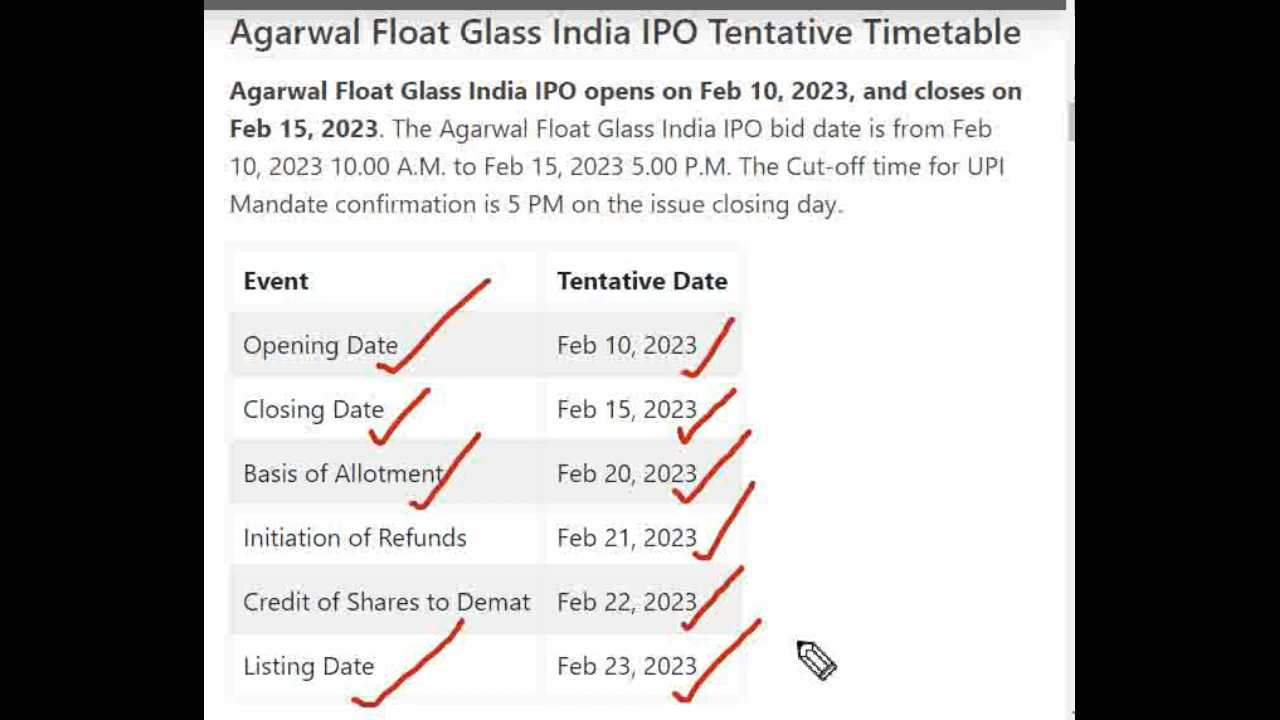 Agarwal Float Glass India IPO Tentative Timetable
Agarwal Float Glass India IPO opens on Feb 10, 2023, and closes on
Feb 15, 2023. The Agarwal Float Glass India IPO bid date is from Feb
10, 2023 10.00 A.M. to Feb 15, 2023 5.00 P.M. The Cut-off time for UPI
Mandate confirmation is 5 PM on the issue closing day.
Event Tentative Date
Opening Date Feb 10, 2023
Closing Date Feb 15, 2023
Basis of Allotment Feb 20, 2023
Initiation of Refunds Feb 21, 2023
Credit of Shares to Demat Feb 22, 2023
Listing Date Feb 23, 2023